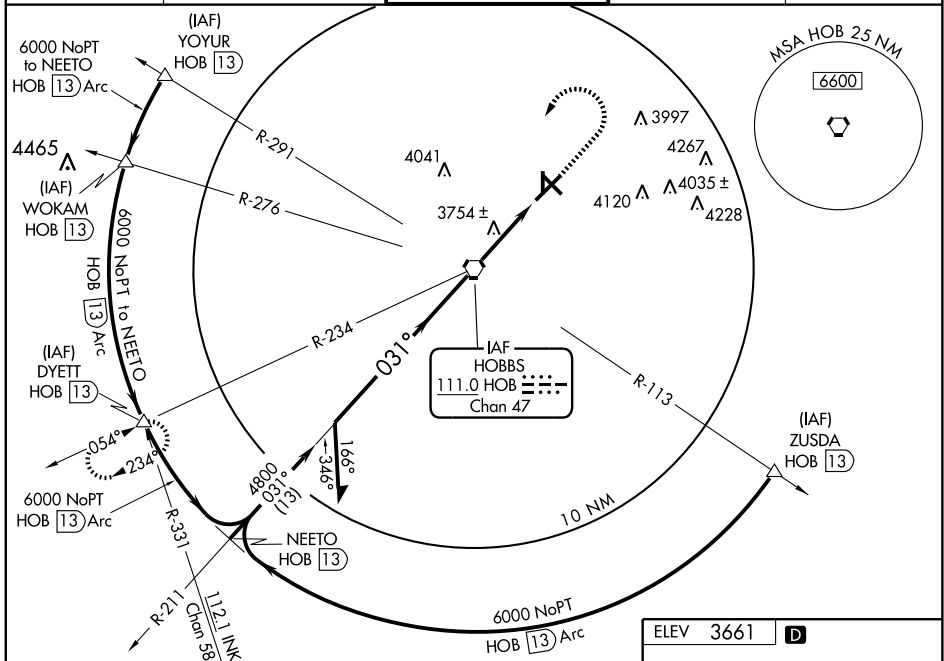 (IAF)
YOYUR
HOB 13
6000 NoPT
to NEETO
HOB 13 Arc
MSA HOB 25 NM
6600
R-291
4465
4041
3997
4267
4120
4035 ±
4228
(IAF)
WOKAM
HOB 13
R-276
3754 ±
6000 NoPT to NEETO
HOB 13 Arc
R-234
031°
IAF
HOBBS
111.0 HOB
Chan 47
R-113
(IAF)
DYETT
HOB 13
054°
234°
(IAF)
ZUSDA
HOB 13
166°
346°
4800
031°
(13)
6000 NoPT
HOB 13 Arc
10 NM
R-331
NEETO
HOB 13
R-211
112.1 INK
Chan 58
6000 NoPT
HOB 13 Arc
ELEV 3661 D